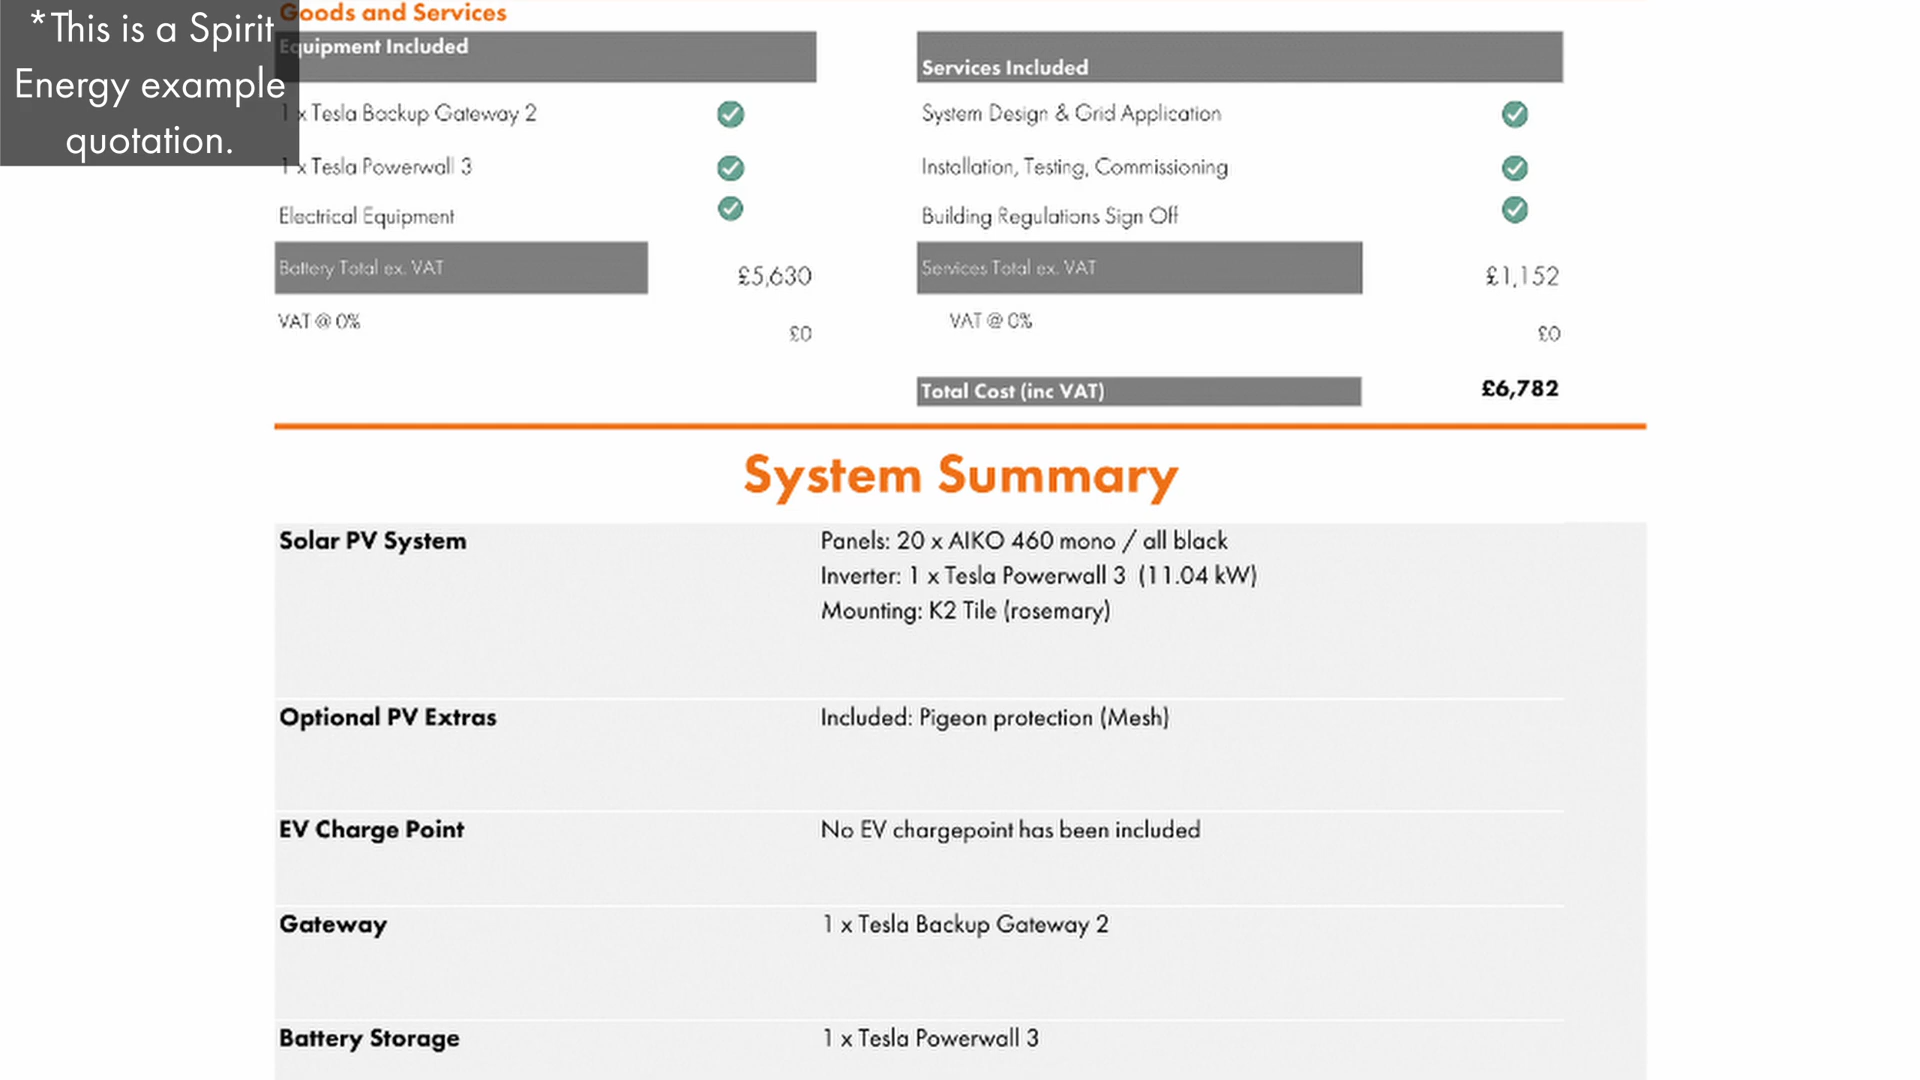 *This is a Spirit
Energy example
quotation.
Goods and Services
Equipment Included
1 x Tesla Backup Gateway 2
1 x Tesla Powerwall 3
Electrical Equipment
Battery Total ex. VAT £5,630
VAT @ 0% £0
Services Included
System Design & Grid Application
Installation, Testing, Commissioning
Building Regulations Sign Off
Services Total ex. VAT £1,152
VAT @ 0% £0
Total Cost (inc VAT) £6,782
System Summary
Solar PV System Panels: 20 x AIKO 460 mono / all black
Inverter: 1 x Tesla Powerwall 3 (11.04 kW)
Mounting: K2 Tile (rosemary)
Optional PV Extras Included: Pigeon protection (Mesh)
EV Charge Point No EV chargepoint has been included
Gateway 1 x Tesla Backup Gateway 2
Battery Storage 1 x Tesla Powerwall 3